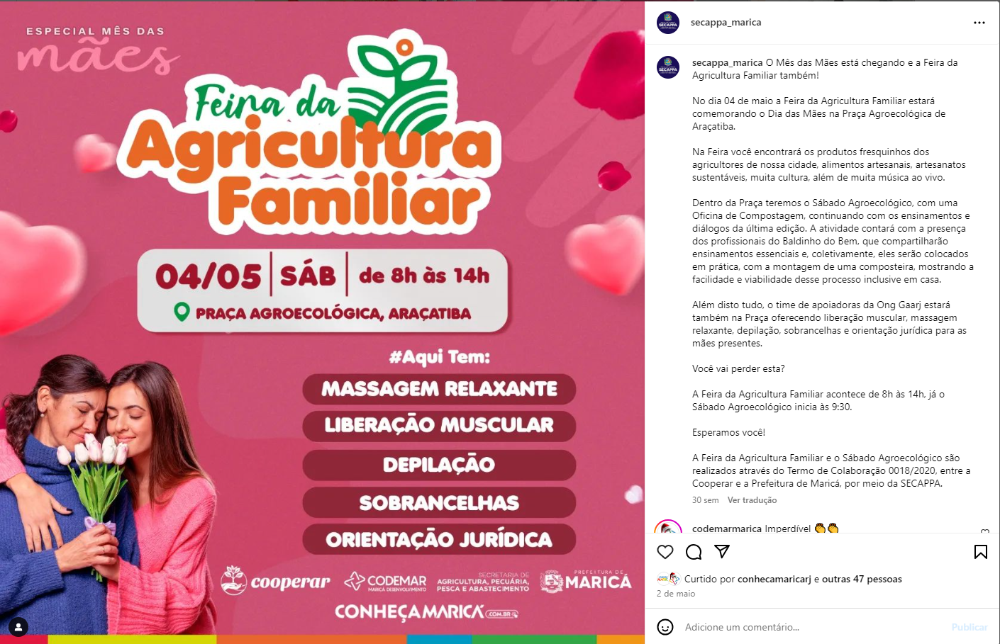 ESPECIAL MÊS DAS
mães
Feira da
Agricultura
Familiar
04/05 SÁB de 8h às 14h
PRAÇA AGROECOLÓGICA, ARAÇATIBA
#Aqui Tem:
MASSAGEM RELAXANTE
LIBERAÇÃO MUSCULAR
DEPILAÇÃO
SOBRANCELHAS
ORIENTAÇÃO JURÍDICA
cooperar
CODEMAR
MARICÁ DESENVOLVIMENTO
SECRETARIA DE
AGRICULTURA, PECUÁRIA,
PESCA E ABASTECIMENTO
PREFEITURA DE
MARICÁ
CONHEÇA MARICÁ .COM.BR
SECAPPA
secappa_marica
SECAPPA
secappa_marica O Mês das Mães está chegando e a Feira da
Agricultura Familiar também!
No dia 04 de maio a Feira da Agricultura Familiar estará
comemorando o Dia das Mães na Praça Agroecológica de
Araçatiba.
Na Feira você encontrará os produtos fresquinhos dos
agricultores de nossa cidade, alimentos artesanais, artesanatos
sustentáveis, muita cultura, além de muita música ao vivo.
Dentro da Praça teremos o Sábado Agroecológico, com uma
Oficina de Compostagem, continuando com os ensinamentos e
diálogos da última edição. A atividade contará com a presença
dos profissionais do Baldinho do Bem, que compartilharão
ensinamentos essenciais e, coletivamente, eles serão colocados
em prática, com a montagem de uma composteira, mostrando a
facilidade e viabilidade desse processo inclusive em casa.
Além disto tudo, o time de apoiadoras da Ong Gaarj estará
também na Praça oferecendo liberação muscular, massagem
relaxante, depilação, sobrancelhas e orientação jurídica para as
mães presentes.
Você vai perder esta?
A Feira da Agricultura Familiar acontece de 8h às 14h, já o
Sábado Agroecológico inicia às 9:30.
Esperamos você!
A Feira da Agricultura Familiar e o Sábado Agroecológico são
realizados através do Termo de Colaboração 0018/2020, entre a
Cooperar e a Prefeitura de Maricá, por meio da SECAPPA.
30 sem Ver tradução
codemarmarica Imperdível 👏👏
Curtido por conhecamaricarj e outras 47 pessoas
2 de maio
Adicione um comentário... Publicar